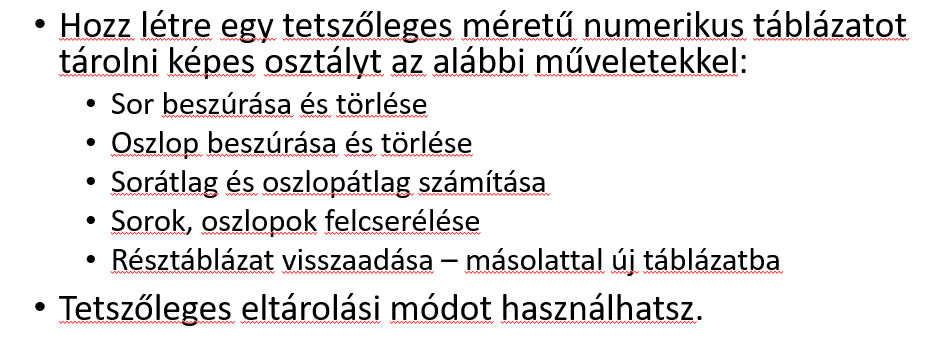 • Hozz létre egy tetszőleges méretű numerikus táblázatot
tárolni képes osztályt az alábbi műveletekkel:
• Sor beszúrása és törlése
• Oszlop beszúrása és törlése
• Sorátlag és oszlopátlag számítása
• Sorok, oszlopok felcserélése
• Résztáblázat visszaadása – másolattal új táblázatba
• Tetszőleges eltárolási módot használhatsz.